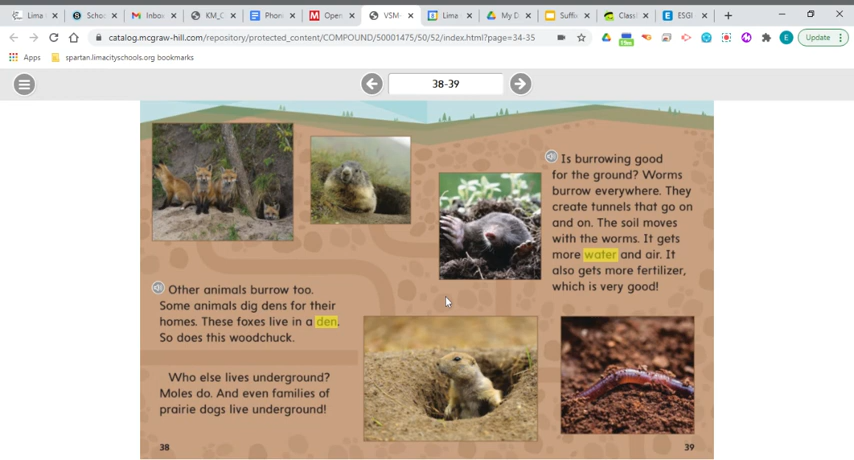 Lima
Scho
Inbo
KM_C
Phon
Open
VSM-
Lima
My D
Suffi
Classl
ESGI
catalog.mcgraw-hill.com/repository/protected_content/COMPOUND/50001475/50/52/index.html?page=34-35
E
Update
Apps
spartan.limacityschools.org bookmarks
38-39
Other animals burrow too.
Some animals dig dens for their
homes. These foxes live in a den.
So does this woodchuck.
Who else lives underground?
Moles do. And even families of
prairie dogs live underground!
38
Is burrowing good
for the ground? Worms
burrow everywhere. They
create tunnels that go on
and on. The soil moves
with the worms. It gets
more water and air. It
also gets more fertilizer,
which is very good!
39